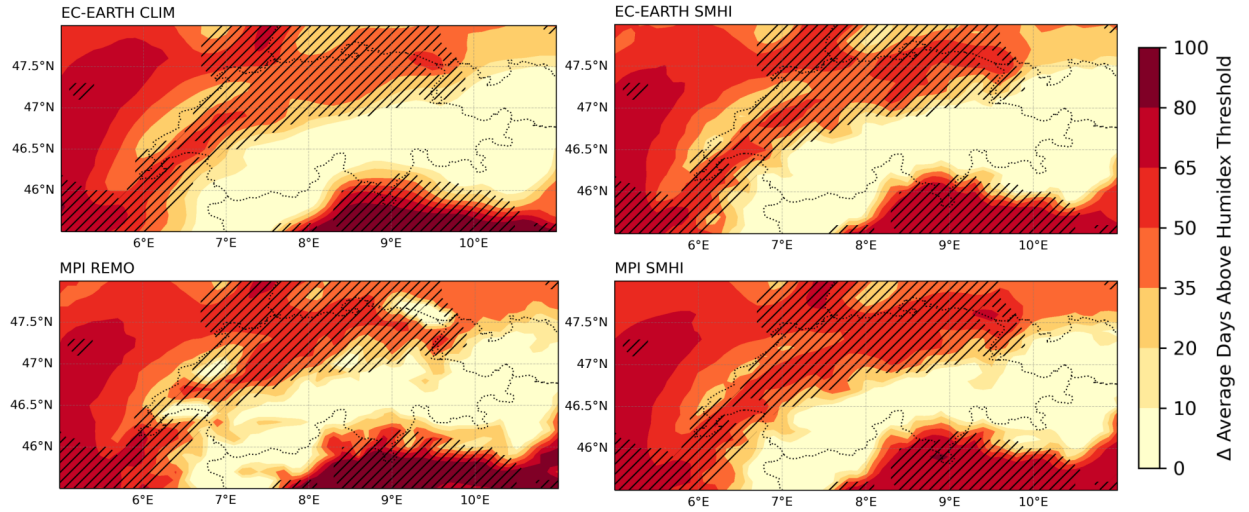 EC-EARTH CLIM
EC-EARTH SMHI
47.5°N
47°N
46.5°N
46°N
6°E 7°E 8°E 9°E 10°E
47.5°N
47°N
46.5°N
46°N
6°E 7°E 8°E 9°E 10°E
MPI REMO
MPI SMHI
47.5°N
47°N
46.5°N
46°N
6°E 7°E 8°E 9°E 10°E
47.5°N
47°N
46.5°N
46°N
6°E 7°E 8°E 9°E 10°E
100
80
65
50
35
20
10
0
Δ Average Days Above Humidex Threshold